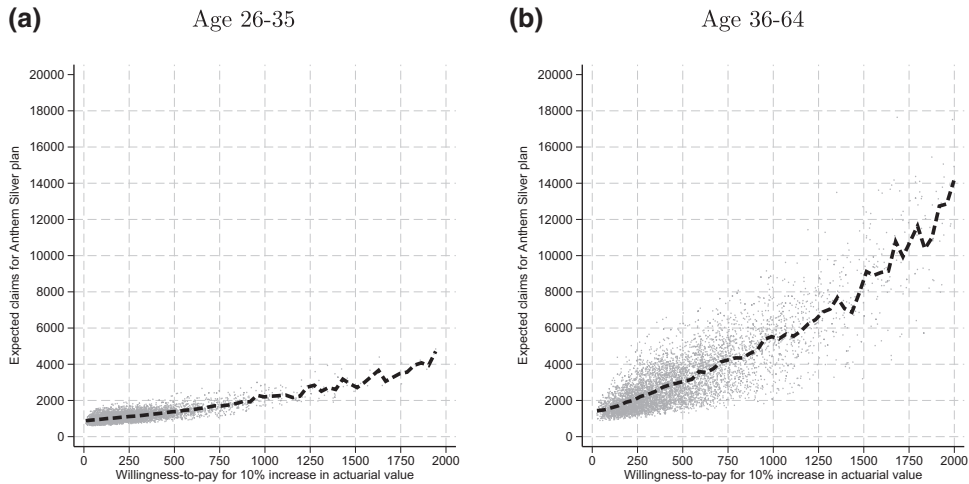 (a)
Age 26-35
Expected claims for Anthem Silver plan
20000
18000
16000
14000
12000
10000
8000
6000
4000
2000
0
0 250 500 750 1000 1250 1500 1750 2000
Willingness-to-pay for 10% increase in actuarial value
(b)
Age 36-64
Expected claims for Anthem Silver plan
20000
18000
16000
14000
12000
10000
8000
6000
4000
2000
0
0 250 500 750 1000 1250 1500 1750 2000
Willingness-to-pay for 10% increase in actuarial value